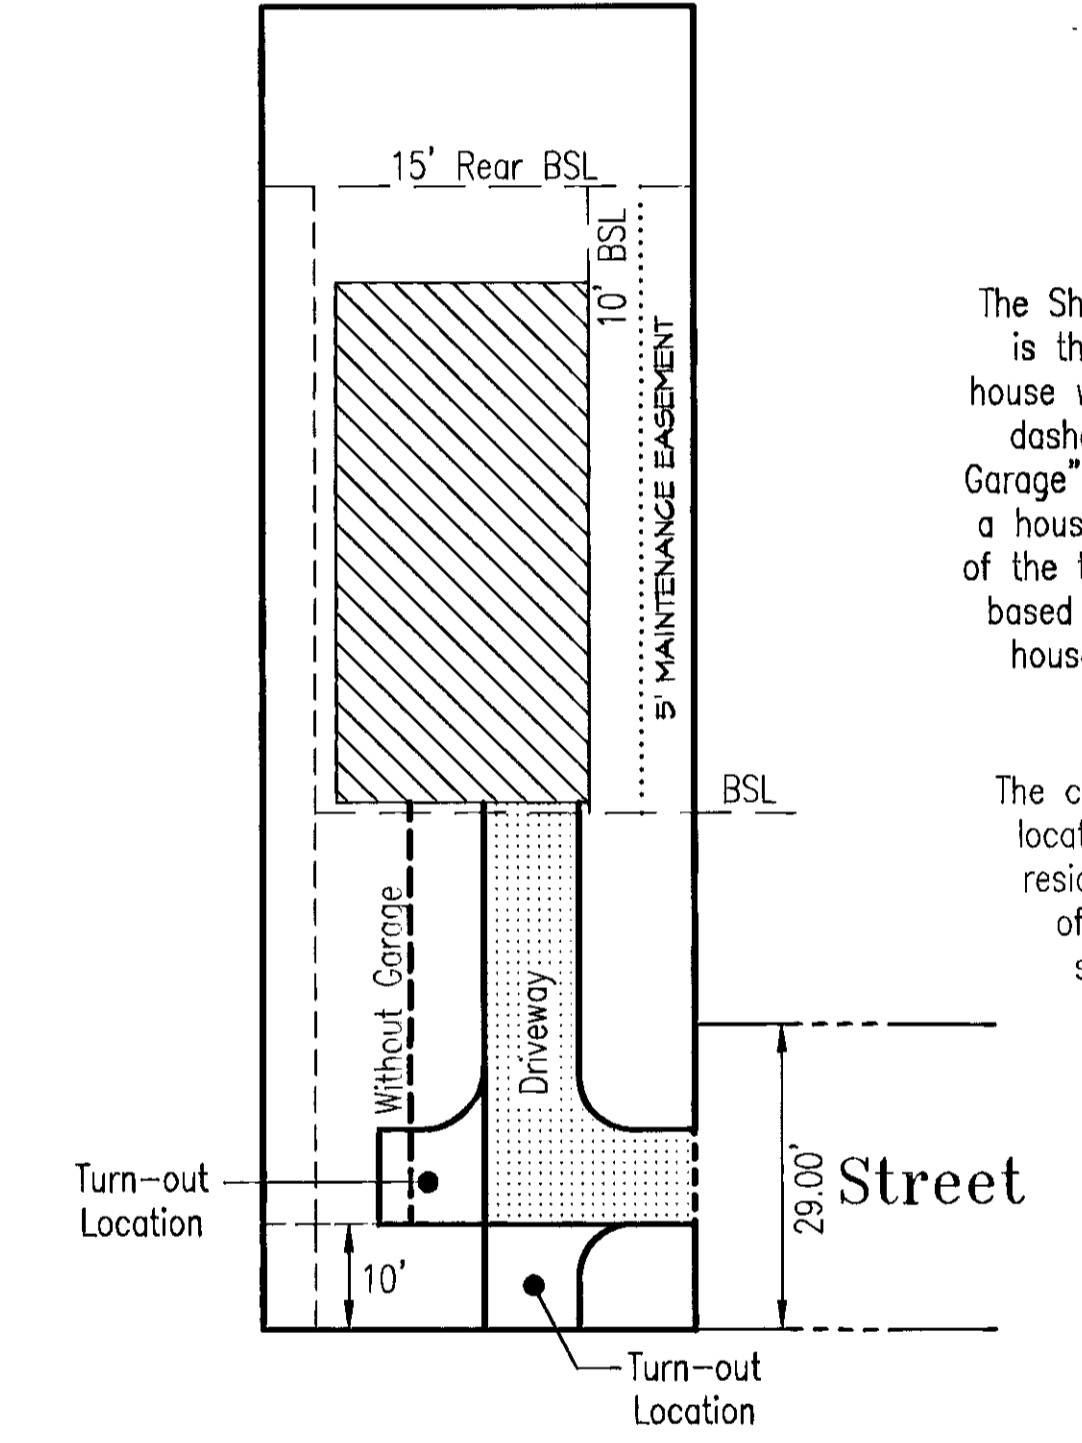 15' Rear BSL
10' BSL
5' MAINTENANCE EASEMENT
The Sh
is th
house
dash
Garage"
a hous
of the
based
hous
BSL
The c
locat
resid
of
s
Without Garage
Driveway
Turn-out
Location
10'
29.00'
Street
Turn-out
Location